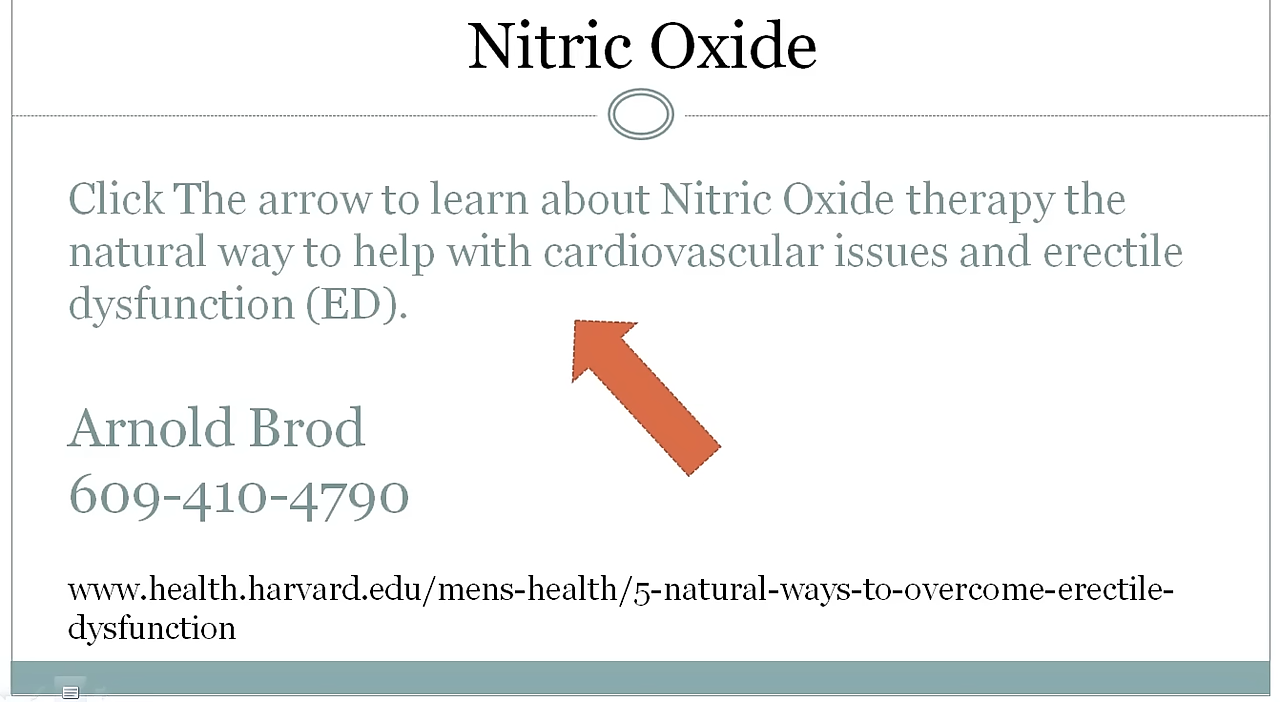 Nitric Oxide
Click The arrow to learn about Nitric Oxide therapy the
natural way to help with cardiovascular issues and erectile
dysfunction (ED).
Arnold Brod
609-410-4790
www.health.harvard.edu/mens-health/5-natural-ways-to-overcome-erectile-
dysfunction